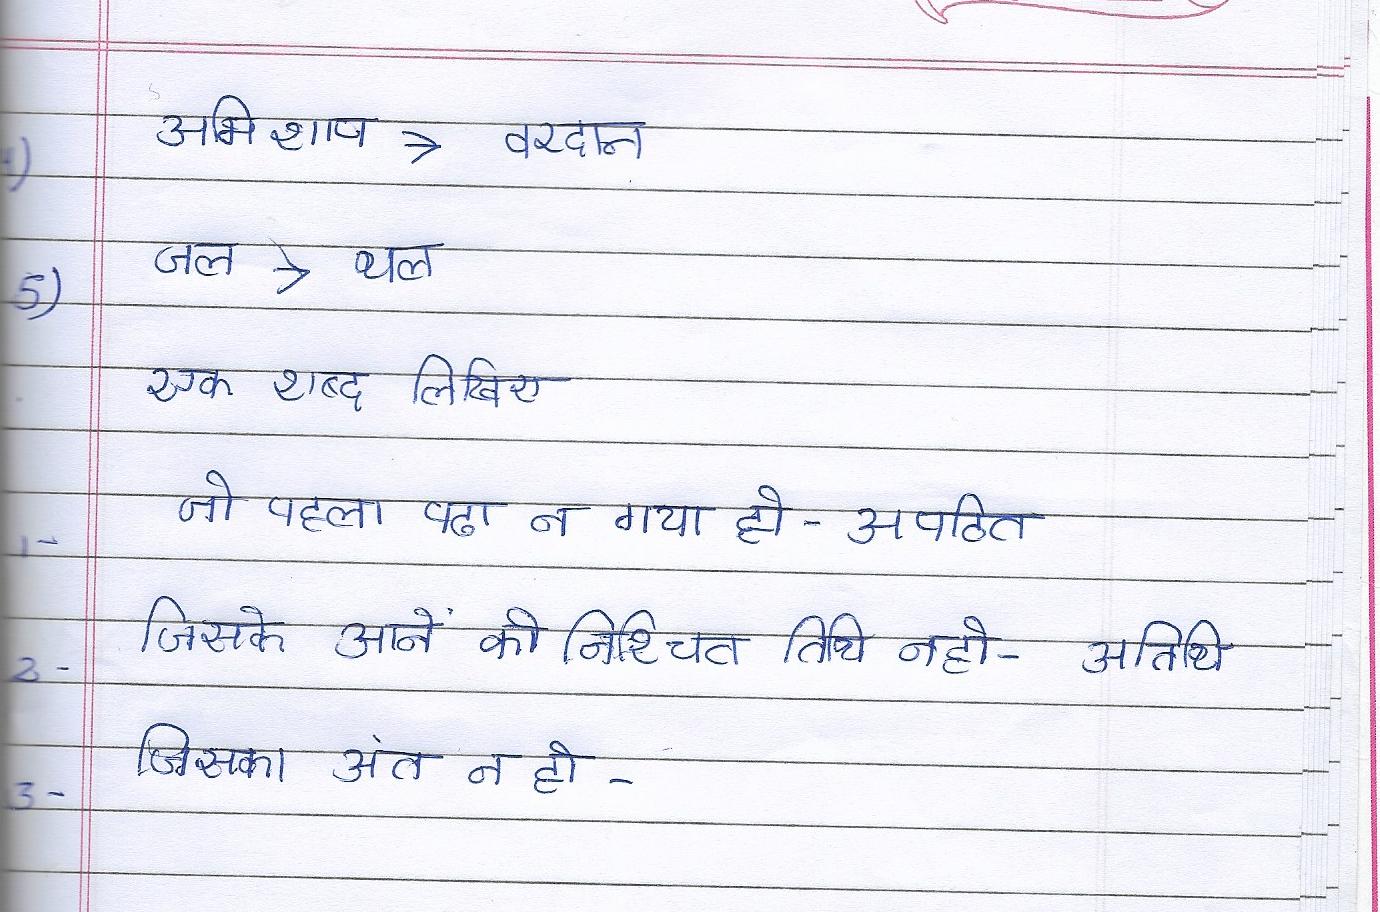 4) अभिशाप → वरदान
5) जल → थल
एक शब्द लिखिए
1- जो पहला पढा न गया हो - अपठित
2- जिसके आनें की निश्चित तिथि नहो - अतिथि
3- जिसका अंत न हो -